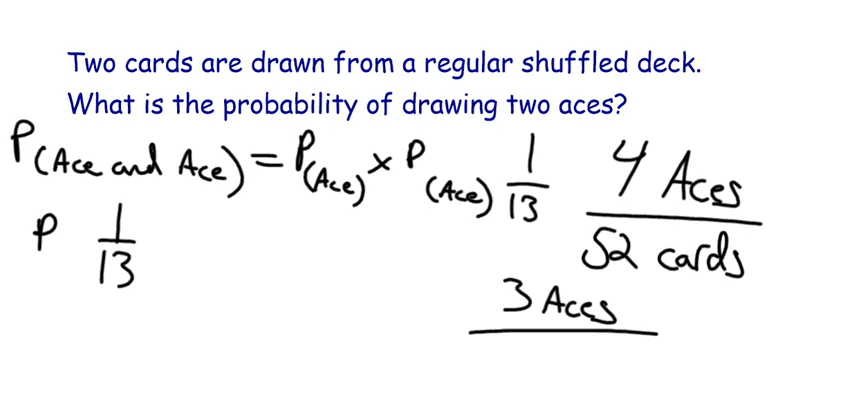 Two cards are drawn from a regular shuffled deck.
What is the probability of drawing two aces?
P(Ace and Ace) = P(Ace) × P(Ace) 1/13 4 Aces/52 cards
P 1/13
3 Aces